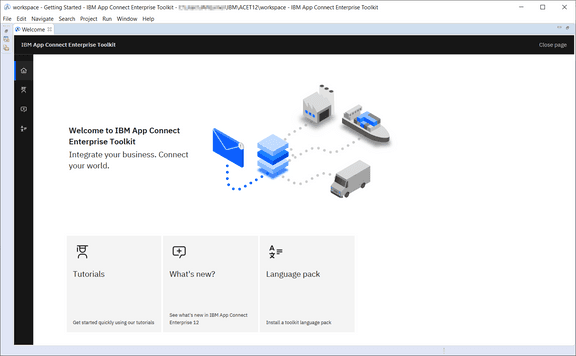 workspace - Getting Started - IBM App Connect Enterprise Toolkit - \IBM\ACET12\workspace - IBM App Connect Enterprise Toolkit
File Edit Navigate Search Project Run Window Help
Welcome
IBM App Connect Enterprise Toolkit Close page
Welcome to IBM App Connect
Enterprise Toolkit
Integrate your business. Connect
your world.
Tutorials What's new? Language pack
See what's new in IBM App Connect
Get started quickly using our tutorials Enterprise 12 Install a toolkit language pack